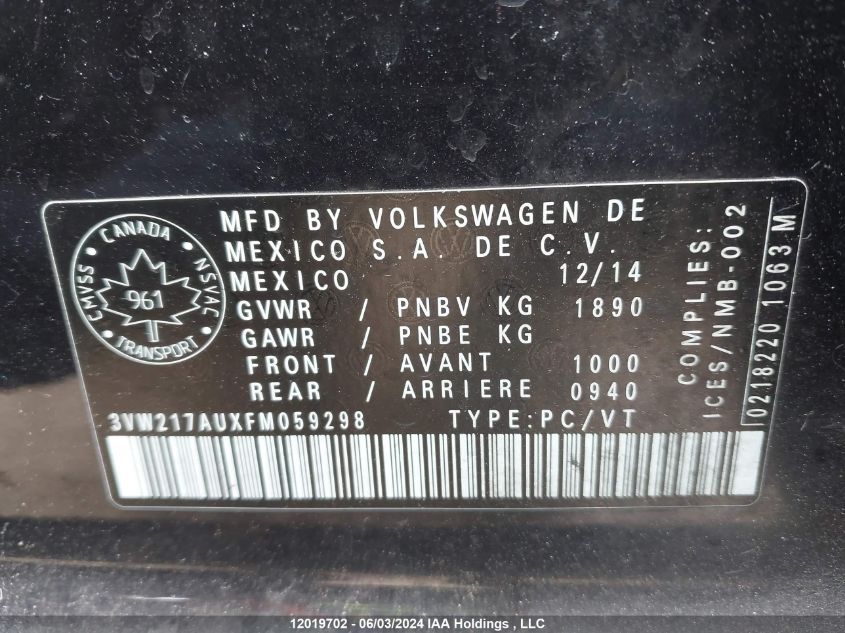 MFD BY VOLKSWAGEN DE
MEXICO S.A. DE C.V.
MEXICO 12/14
GVWR / PNBV KG 1890
GAWR / PNBE KG
FRONT / AVANT 1000
REAR / ARRIERE 0940
3VW217AUXFM059298 TYPE:PC/VT
CANADA
CMVSS
NSVAC
961
TRANSPORT
COMPLIES:
ICES/NMB-002
0218220 1063 M
12019702 - 06/03/2024 IAA Holdings , LLC